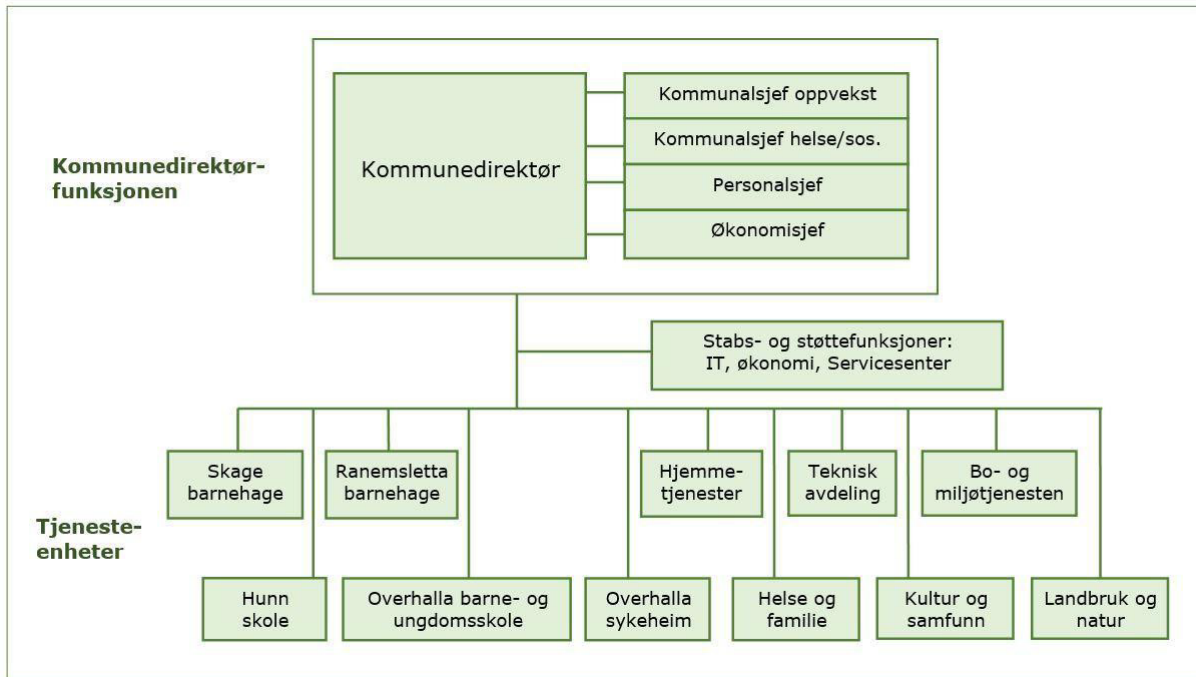 Kommunedirektør-
funksjonen
Kommunedirektør
Kommunalsjef oppvekst
Kommunalsjef helse/sos.
Personalsjef
Økonomisjef
Stabs- og støttefunksjoner:
IT, økonomi, Servicesenter
Tjeneste-
enheter
Skage
barnehage
Ranemsletta
barnehage
Hjemme-
tjenester
Teknisk
avdeling
Bo- og
miljøtjenesten
Hunn
skole
Overhalla barne- og
ungdomsskole
Overhalla
sykeheim
Helse og
familie
Kultur og
samfunn
Landbruk og
natur